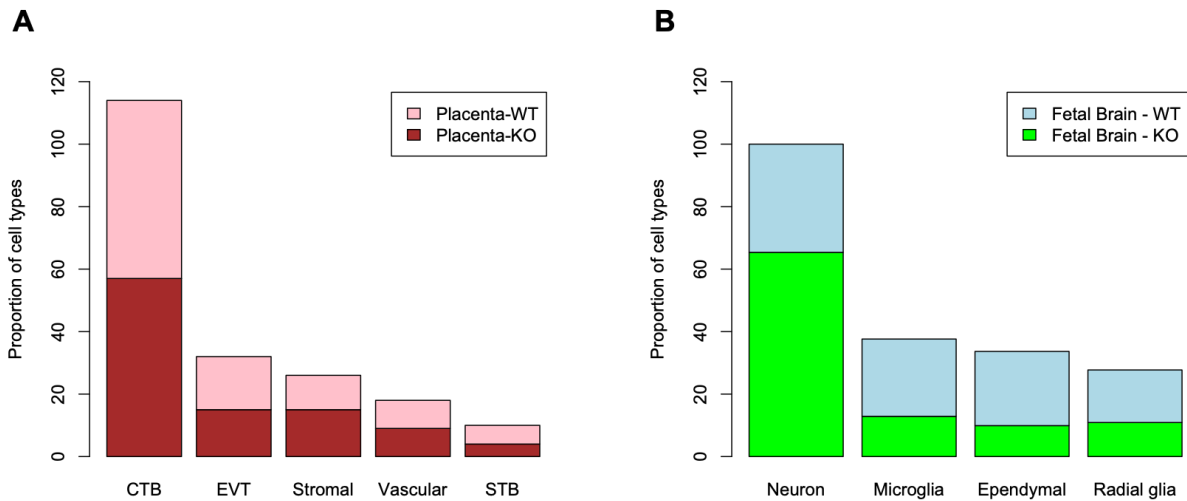 A
Proportion of cell types
120
100
80
60
40
20
0
Placenta-WT
Placenta-KO
CTB EVT Stromal Vascular STB
B
Proportion of cell types
120
100
80
60
40
20
0
Fetal Brain - WT
Fetal Brain - KO
Neuron Microglia Ependymal Radial glia